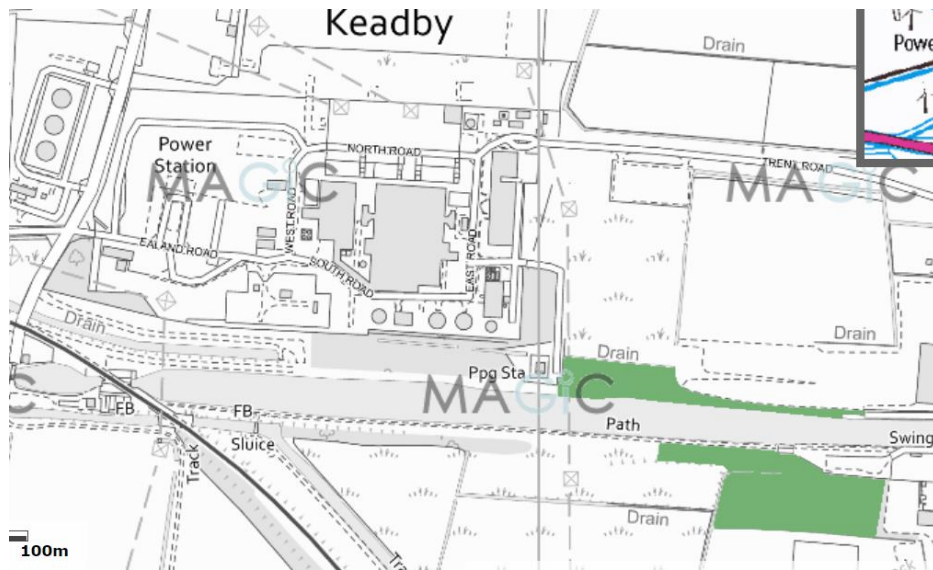 Keadby
Drain
Powe
Power
Station
NORTH ROAD
TRENT ROAD
MAGiC
MAGiC
WEST ROAD
EALAND ROAD
SOUTH ROAD
EAST ROAD
Drain
Drain
Drain
Ppg Sta
MAGiC
C
FB
FB
Path
Sluice
Swing
Track
Drain
100m
Tra